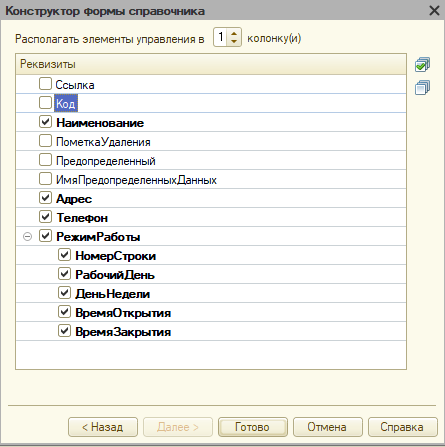 Конструктор формы справочника
Располагать элементы управления в 1 колонку(и)
Реквизиты
Ссылка
Код
Наименование
ПометкаУдаления
Предопределенный
ИмяПредопределенныхДанных
Адрес
Телефон
РежимРаботы
НомерСтроки
РабочийДень
ДеньНедели
ВремяОткрытия
ВремяЗакрытия
< Назад Далее > Готово Отмена Справка